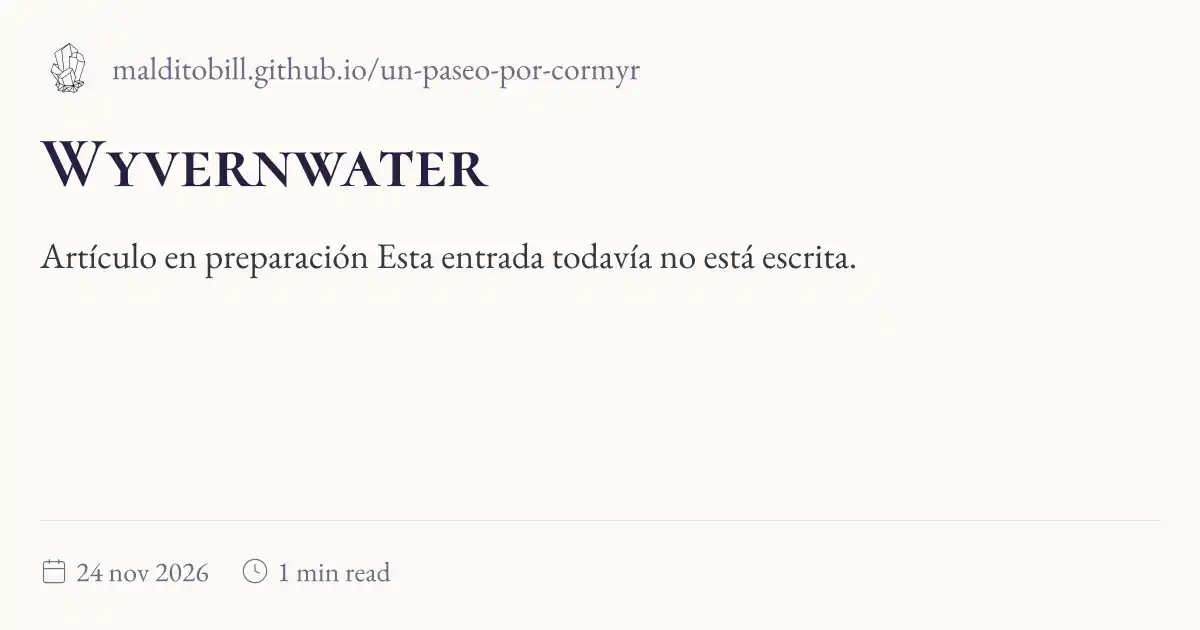 malditobill.github.io/un-paseo-por-cormyr
Wyvernwater
Artículo en preparación Esta entrada todavía no está escrita.
24 nov 2026 1 min read